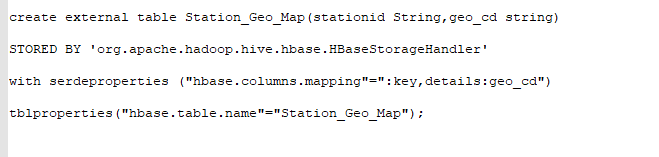 create external table Station_Geo_Map(stationid String,geo_cd string)
STORED BY 'org.apache.hadoop.hive.hbase.HBaseStorageHandler'
with serdeproperties ("hbase.columns.mapping"=":key,details:geo_cd")
tblproperties("hbase.table.name"="Station_Geo_Map");